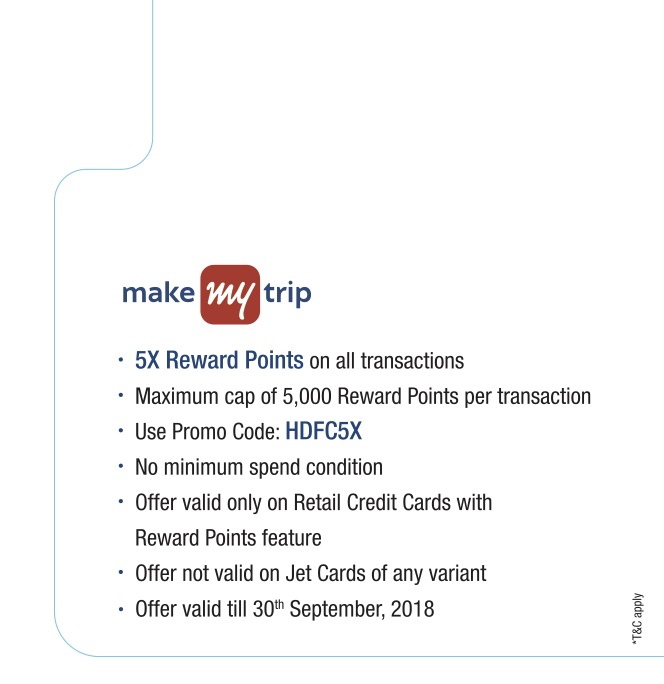 make my trip
• 5X Reward Points on all transactions
• Maximum cap of 5,000 Reward Points per transaction
• Use Promo Code: HDFC5X
• No minimum spend condition
• Offer valid only on Retail Credit Cards with
Reward Points feature
• Offer not valid on Jet Cards of any variant
• Offer valid till 30th September, 2018
*T&C apply